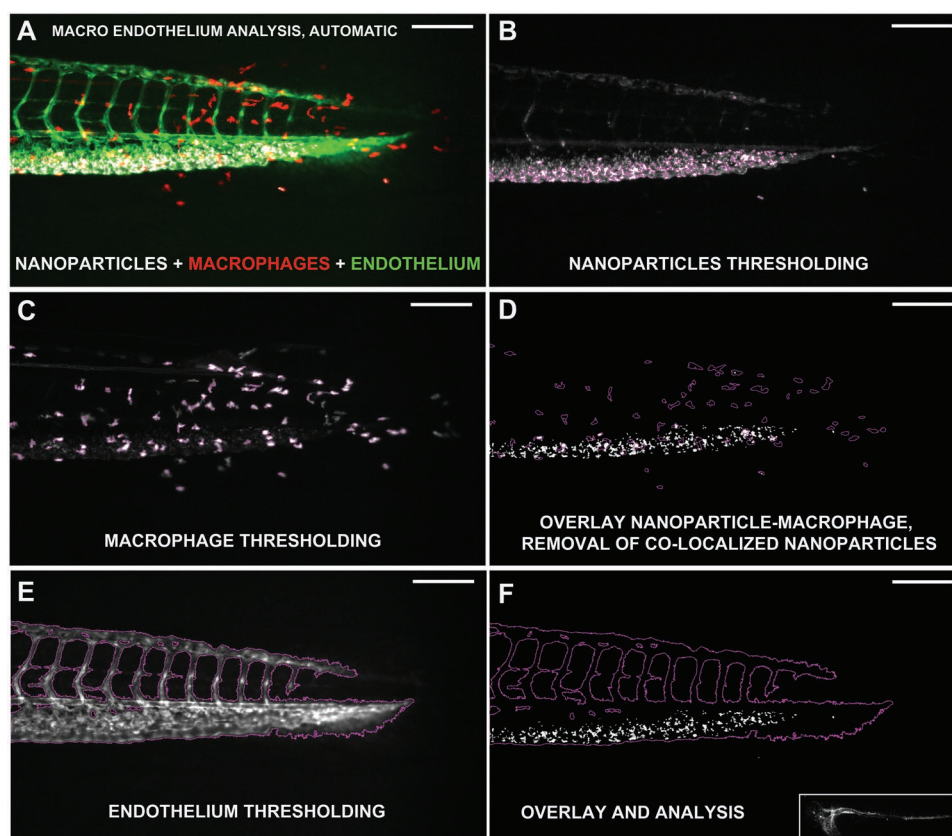 A
MACRO ENDOTHELIUM ANALYSIS, AUTOMATIC
NANOPARTICLES + MACROPHAGES + ENDOTHELIUM
B
NANOPARTICLES THRESHOLDING
C
MACROPHAGE THRESHOLDING
D
OVERLAY NANOPARTICLE-MACROPHAGE,
REMOVAL OF CO-LOCALIZED NANOPARTICLES
E
ENDOTHELIUM THRESHOLDING
F
OVERLAY AND ANALYSIS